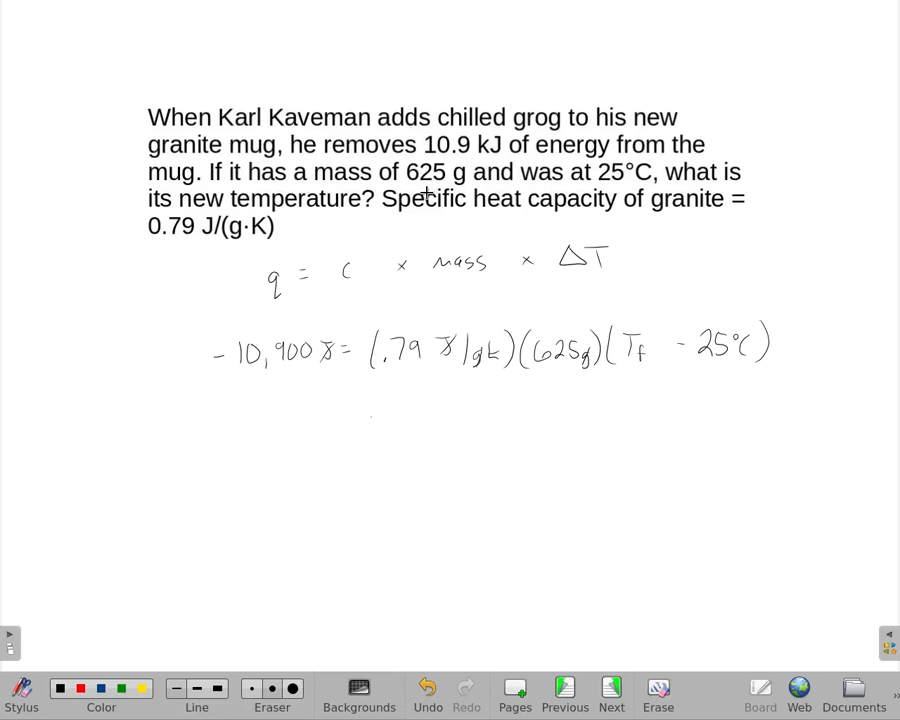 When Karl Kaveman adds chilled grog to his new
granite mug, he removes 10.9 kJ of energy from the
mug. If it has a mass of 625 g and was at 25°C, what is
its new temperature? Specific heat capacity of granite =
0.79 J/(g·K)
q = c × mass × ΔT
- 10,900 J = (.79 J/gk)(625g)(Tf - 25°C)
Stylus Color Line Eraser Backgrounds Undo Redo Pages Previous Next Erase Board Web Documents